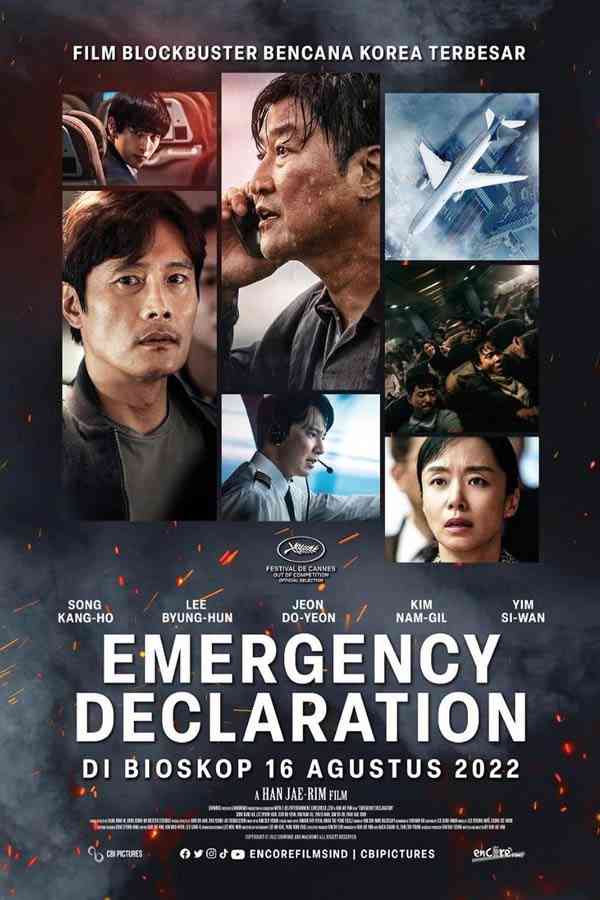 FILM BLOCKBUSTER BENCANA KOREA TERBESAR
FESTIVAL DE CANNES
OUT OF COMPETITION
OFFICIAL SELECTION
SONG KANG-HO
LEE BYUNG-HUN
JEON DO-YEON
KIM NAM-GIL
YIM SI-WAN
EMERGENCY
DECLARATION
DI BIOSKOP 16 AGUSTUS 2022
A HAN JAE-RIM FILM
CBI PICTURES
ENCOREFILMSIND | CBIPICTURES
encore films